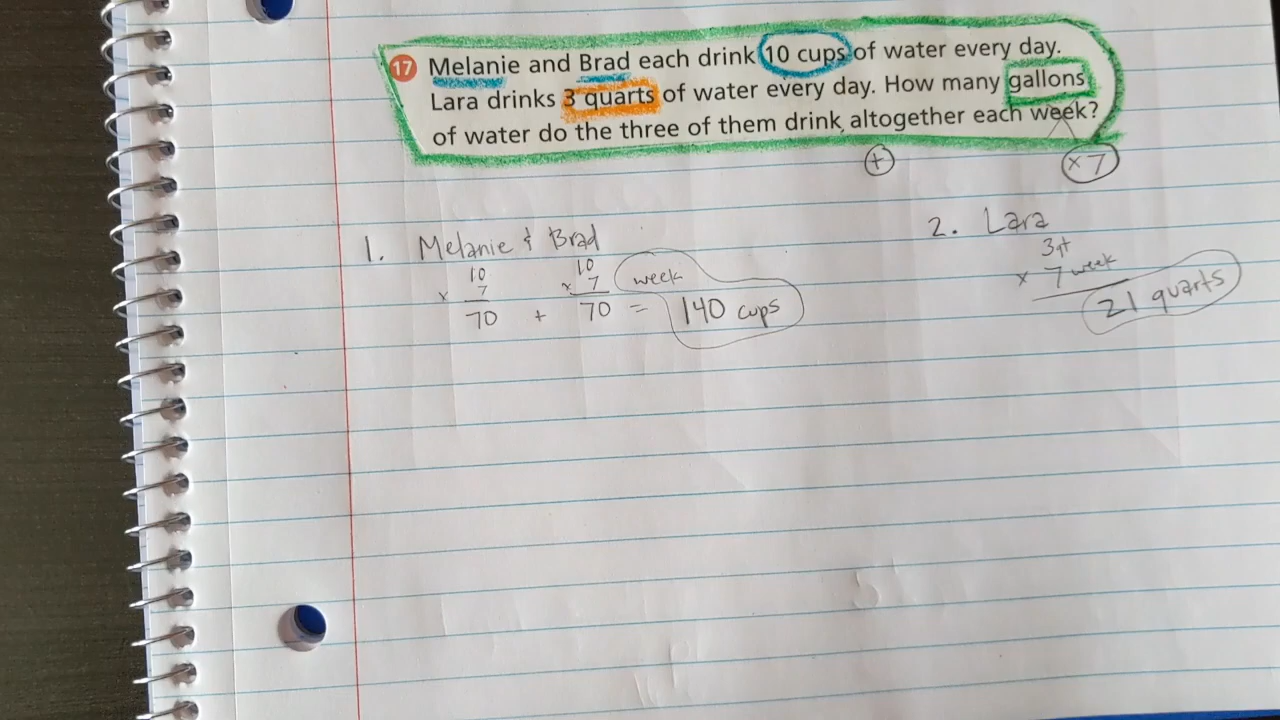 17 Melanie and Brad each drink 10 cups of water every day.
Lara drinks 3 quarts of water every day. How many gallons
of water do the three of them drink altogether each week?
+ × 7
1. Melanie & Brad
10 10
× 7 × 7 week
70 + 70 = 140 cups
2. Lara
3qt
× 7 week
21 quarts